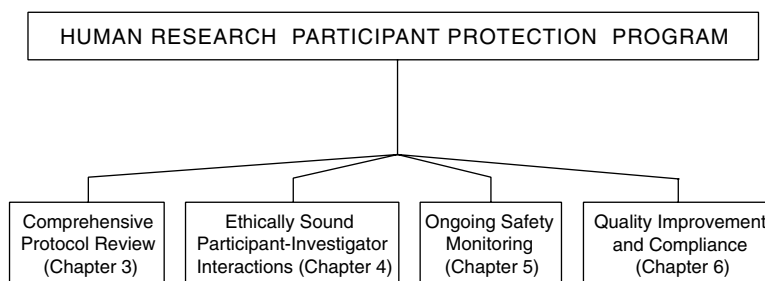 HUMAN RESEARCH PARTICIPANT PROTECTION PROGRAM
Comprehensive
Protocol Review
(Chapter 3)
Ethically Sound
Participant-Investigator
Interactions (Chapter 4)
Ongoing Safety
Monitoring
(Chapter 5)
Quality Improvement
and Compliance
(Chapter 6)